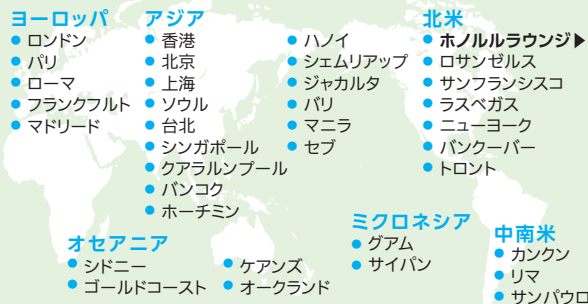 ヨーロッパ
● ロンドン
● パリ
● ローマ
● フランクフルト
● マドリード
アジア
● 香港
● 北京
● 上海
● ソウル
● 台北
● シンガポール
● クアラルンプール
● バンコク
● ホーチミン
● ハノイ
● シェムリアップ
● ジャカルタ
● バリ
● マニラ
● セブ
北米
● ホノルルラウンジ▶
● ロサンゼルス
● サンフランシスコ
● ラスベガス
● ニューヨーク
● バンクーバー
● トロント
オセアニア
● シドニー
● ゴールドコースト
● ケアンズ
● オークランド
ミクロネシア
● グアム
● サイパン
中南米
● カンクン
● リマ
● サンパウロ